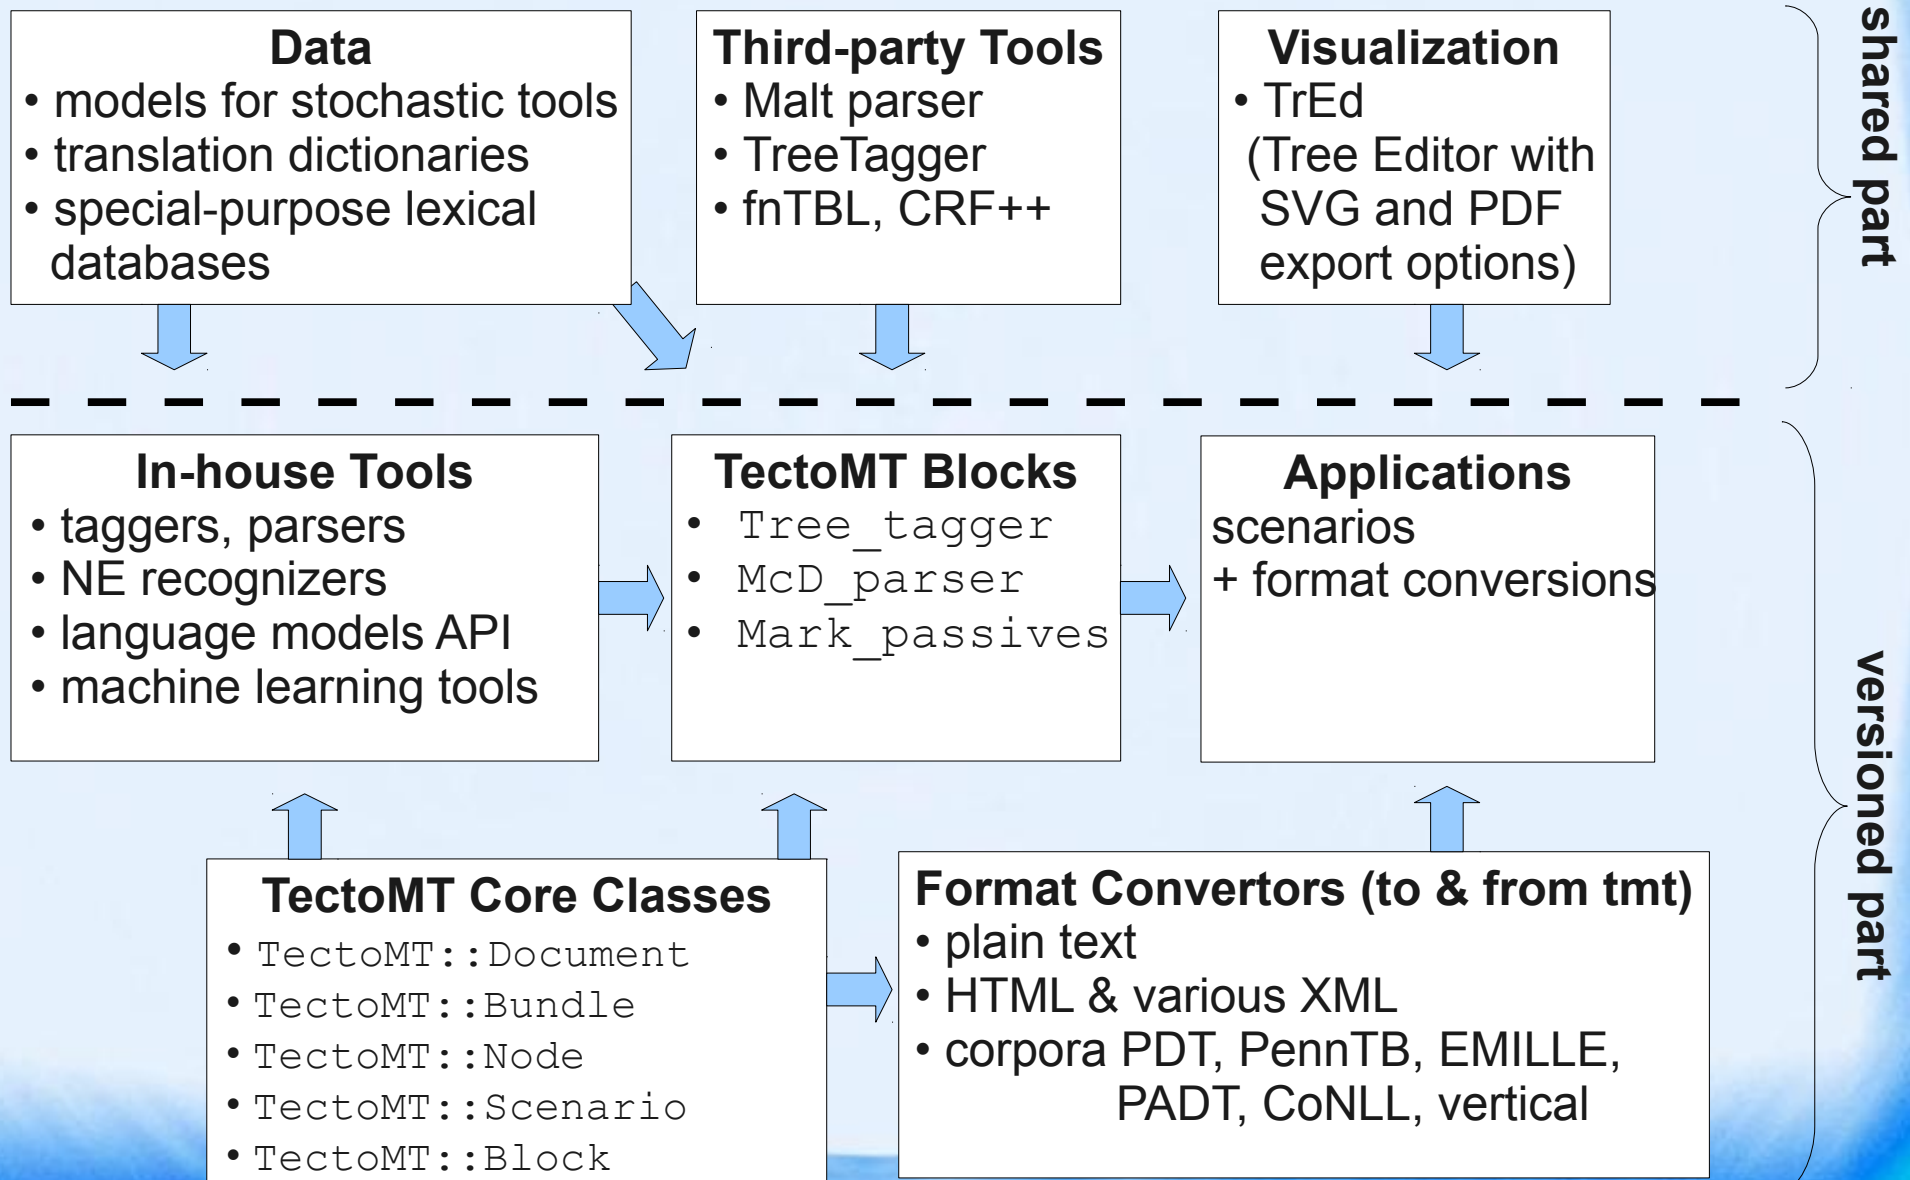 Data
• models for stochastic tools
• translation dictionaries
• special-purpose lexical
databases
Third-party Tools
• Malt parser
• TreeTagger
• fnTBL, CRF++
Visualization
• TrEd
(Tree Editor with
SVG and PDF
export options)
shared part
In-house Tools
• taggers, parsers
• NE recognizers
• language models API
• machine learning tools
TectoMT Blocks
• Tree_tagger
• McD_parser
• Mark_passives
Applications
scenarios
+ format conversions
versioned part
TectoMT Core Classes
• TectoMT::Document
• TectoMT::Bundle
• TectoMT::Node
• TectoMT::Scenario
• TectoMT::Block
Format Convertors (to & from tmt)
• plain text
• HTML & various XML
• corpora PDT, PennTB, EMILLE,
PADT, CoNLL, vertical